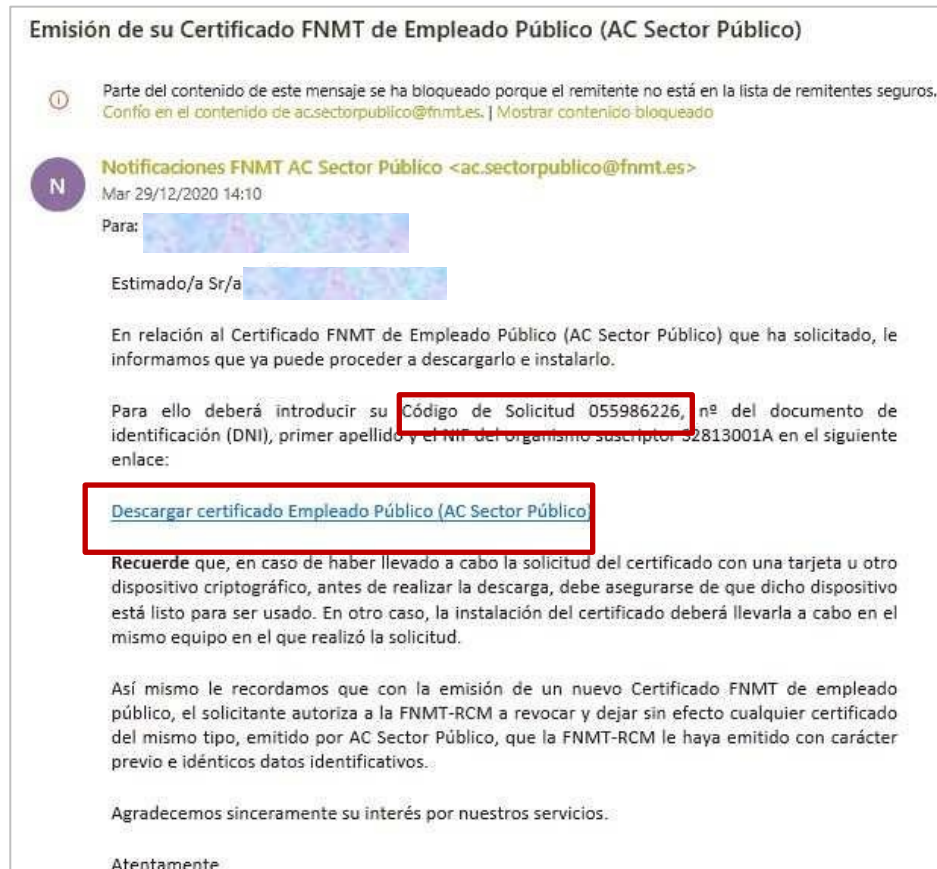 Emisión de su Certificado FNMT de Empleado Público (AC Sector Público)
Parte del contenido de este mensaje se ha bloqueado porque el remitente no está en la lista de remitentes seguros.
Confío en el contenido de ac.sectorpublico@fnmt.es. | Mostrar contenido bloqueado
N
Notificaciones FNMT AC Sector Público <ac.sectorpublico@fnmt.es>
Mar 29/12/2020 14:10
Para:
Estimado/a Sr/a
En relación al Certificado FNMT de Empleado Público (AC Sector Público) que ha solicitado, le
informamos que ya puede proceder a descargarlo e instalarlo.
Para ello deberá introducir su Código de Solicitud 055986226, nº del documento de
identificación (DNI), primer apellido y el NIF del organismo suscriptor S2813001A en el siguiente
enlace:
Descargar certificado Empleado Público (AC Sector Público)
Recuerde que, en caso de haber llevado a cabo la solicitud del certificado con una tarjeta u otro
dispositivo criptográfico, antes de realizar la descarga, debe asegurarse de que dicho dispositivo
está listo para ser usado. En otro caso, la instalación del certificado deberá llevarla a cabo en el
mismo equipo en el que realizó la solicitud.
Así mismo le recordamos que con la emisión de un nuevo Certificado FNMT de empleado
público, el solicitante autoriza a la FNMT-RCM a revocar y dejar sin efecto cualquier certificado
del mismo tipo, emitido por AC Sector Público, que la FNMT-RCM le haya emitido con carácter
previo e idénticos datos identificativos.
Agradecemos sinceramente su interés por nuestros servicios.
Atentamente